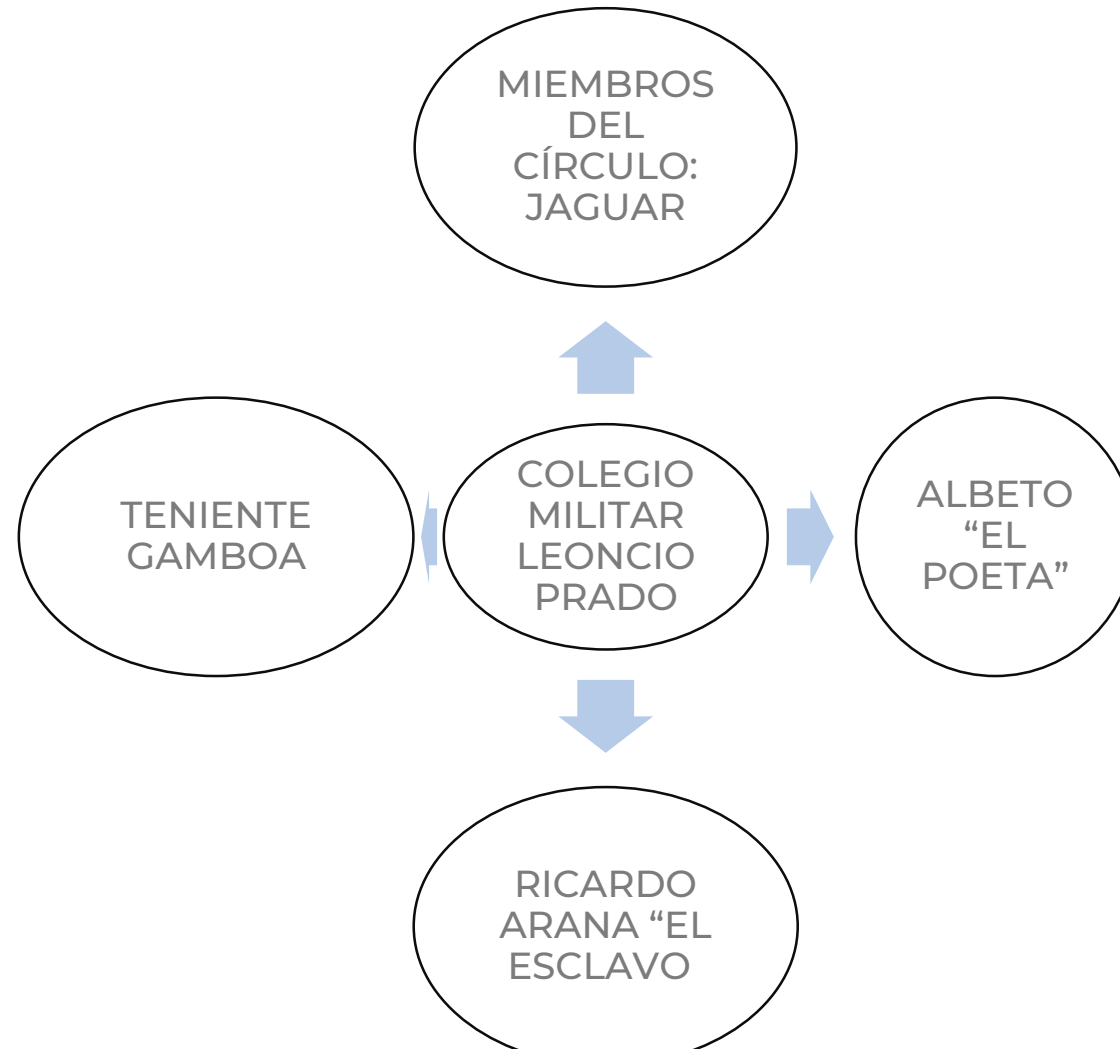 MIEMBROS
DEL
CÍRCULO:
JAGUAR
TENIENTE
GAMBOA
COLEGIO
MILITAR
LEONCIO
PRADO
ALBETO
“EL
POETA”
RICARDO
ARANA “EL
ESCLAVO